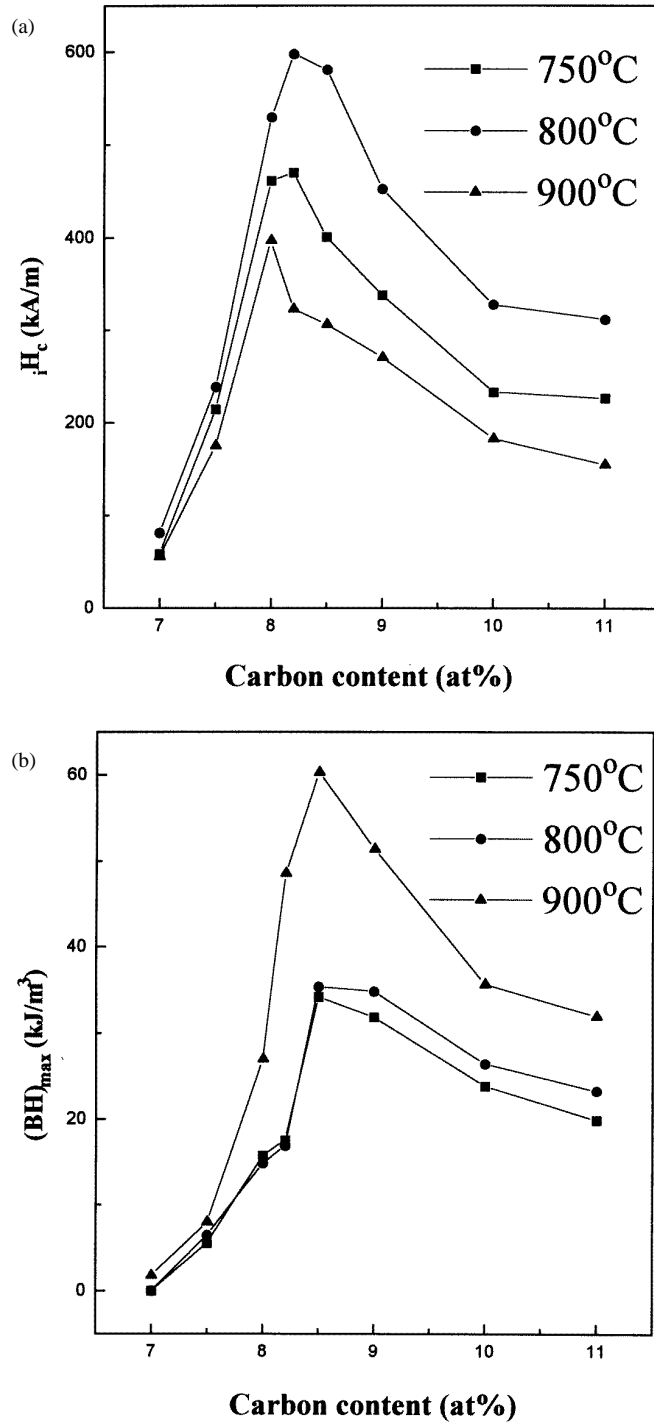 (a)
600
400
200
0
iHc (kA/m)
750°C
800°C
900°C
7 8 9 10 11
Carbon content (at%)
(b)
60
40
20
0
(BH)max (kJ/m³)
750°C
800°C
900°C
7 8 9 10 11
Carbon content (at%)